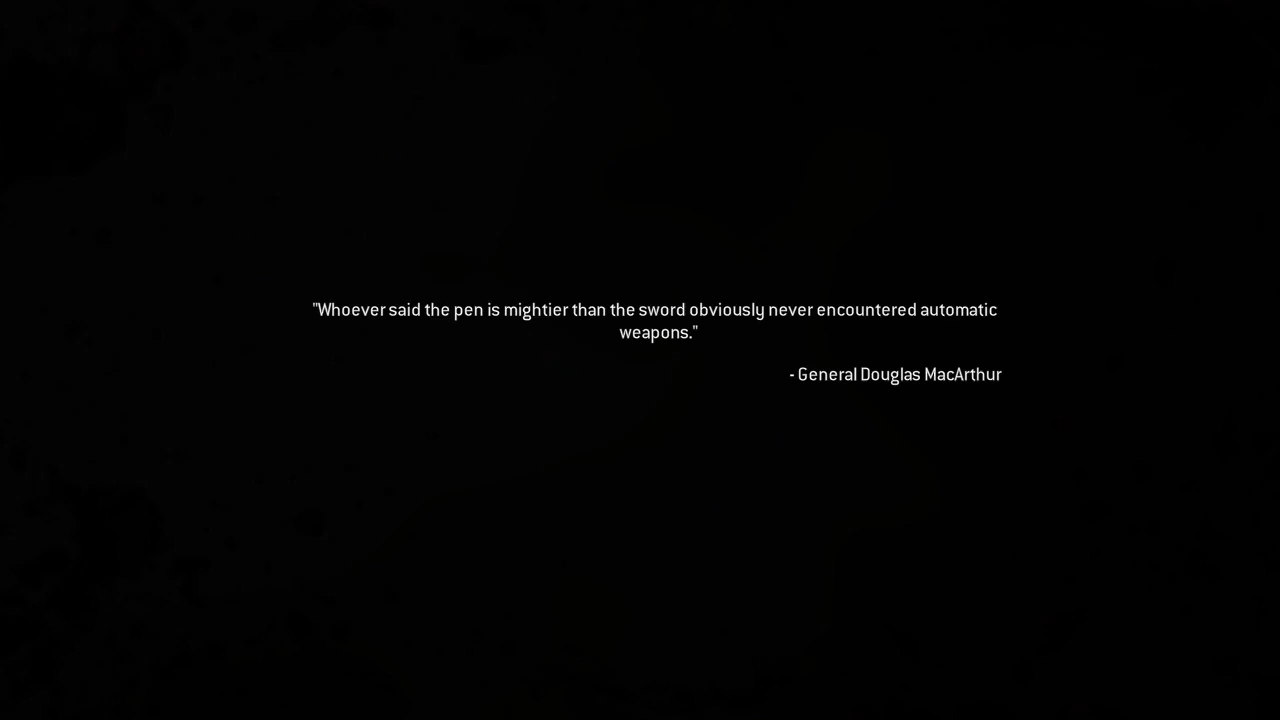 "Whoever said the pen is mightier than the sword obviously never encountered automatic
weapons."
- General Douglas MacArthur